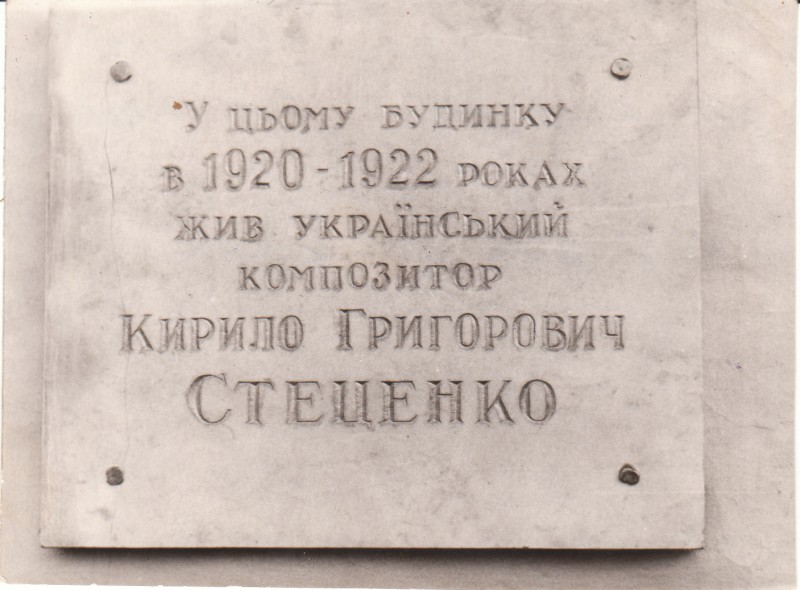 У цьому будинку
в 1920-1922 роках
жив український
композитор
Кирило Григорович
Стеценко